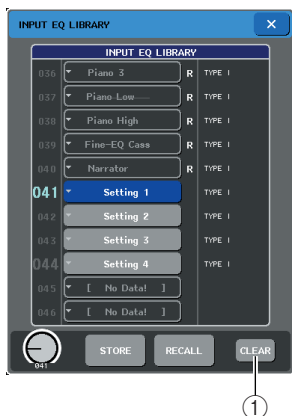 INPUT EQ LIBRARY
INPUT EQ LIBRARY
036 Piano 3 R TYPE I
037 Piano Low R TYPE I
038 Piano High R TYPE I
039 Fine-EQ Cass R TYPE I
040 Narrator R TYPE I
041 Setting 1 TYPE I
042 Setting 2 TYPE I
043 Setting 3 TYPE I
044 Setting 4 TYPE I
045 [ No Data! ]
046 [ No Data! ]
041 STORE RECALL CLEAR
1